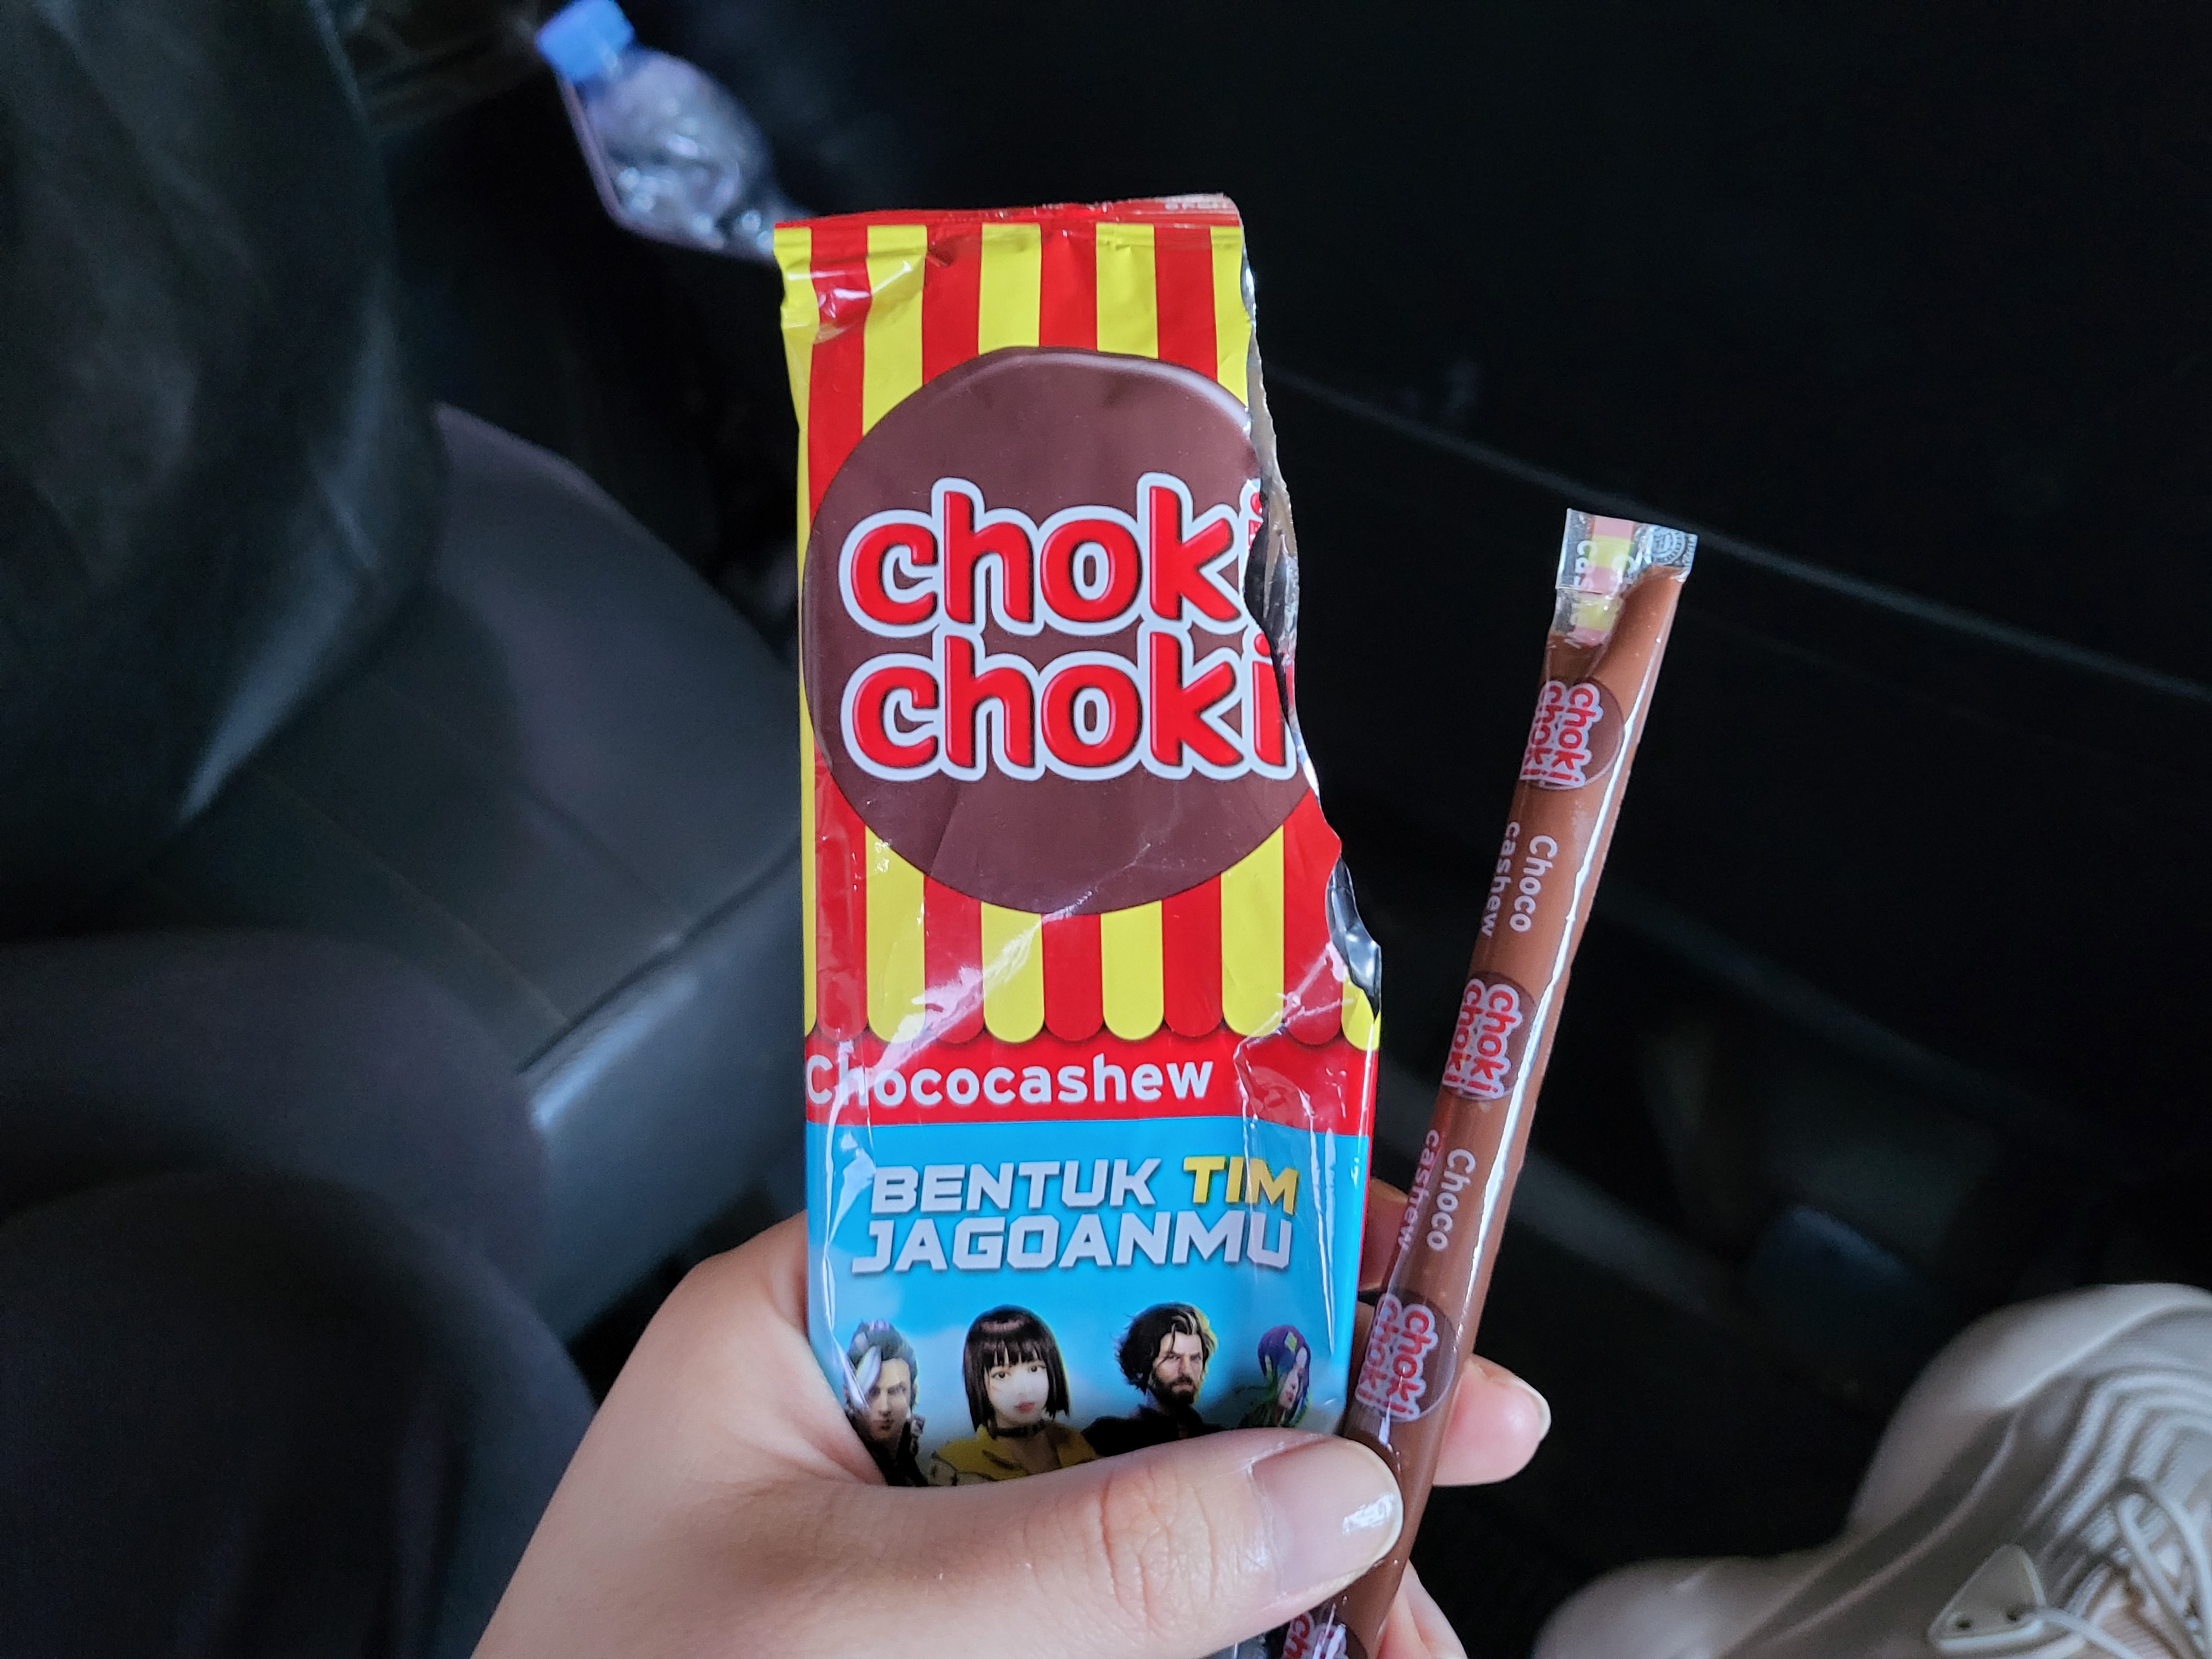 choki
choki
Chococashew
BENTUK TIM
JAGOANMU
choki
choki!
Choco
cashew
choki
choki!
Choco
cashew
choki
choki